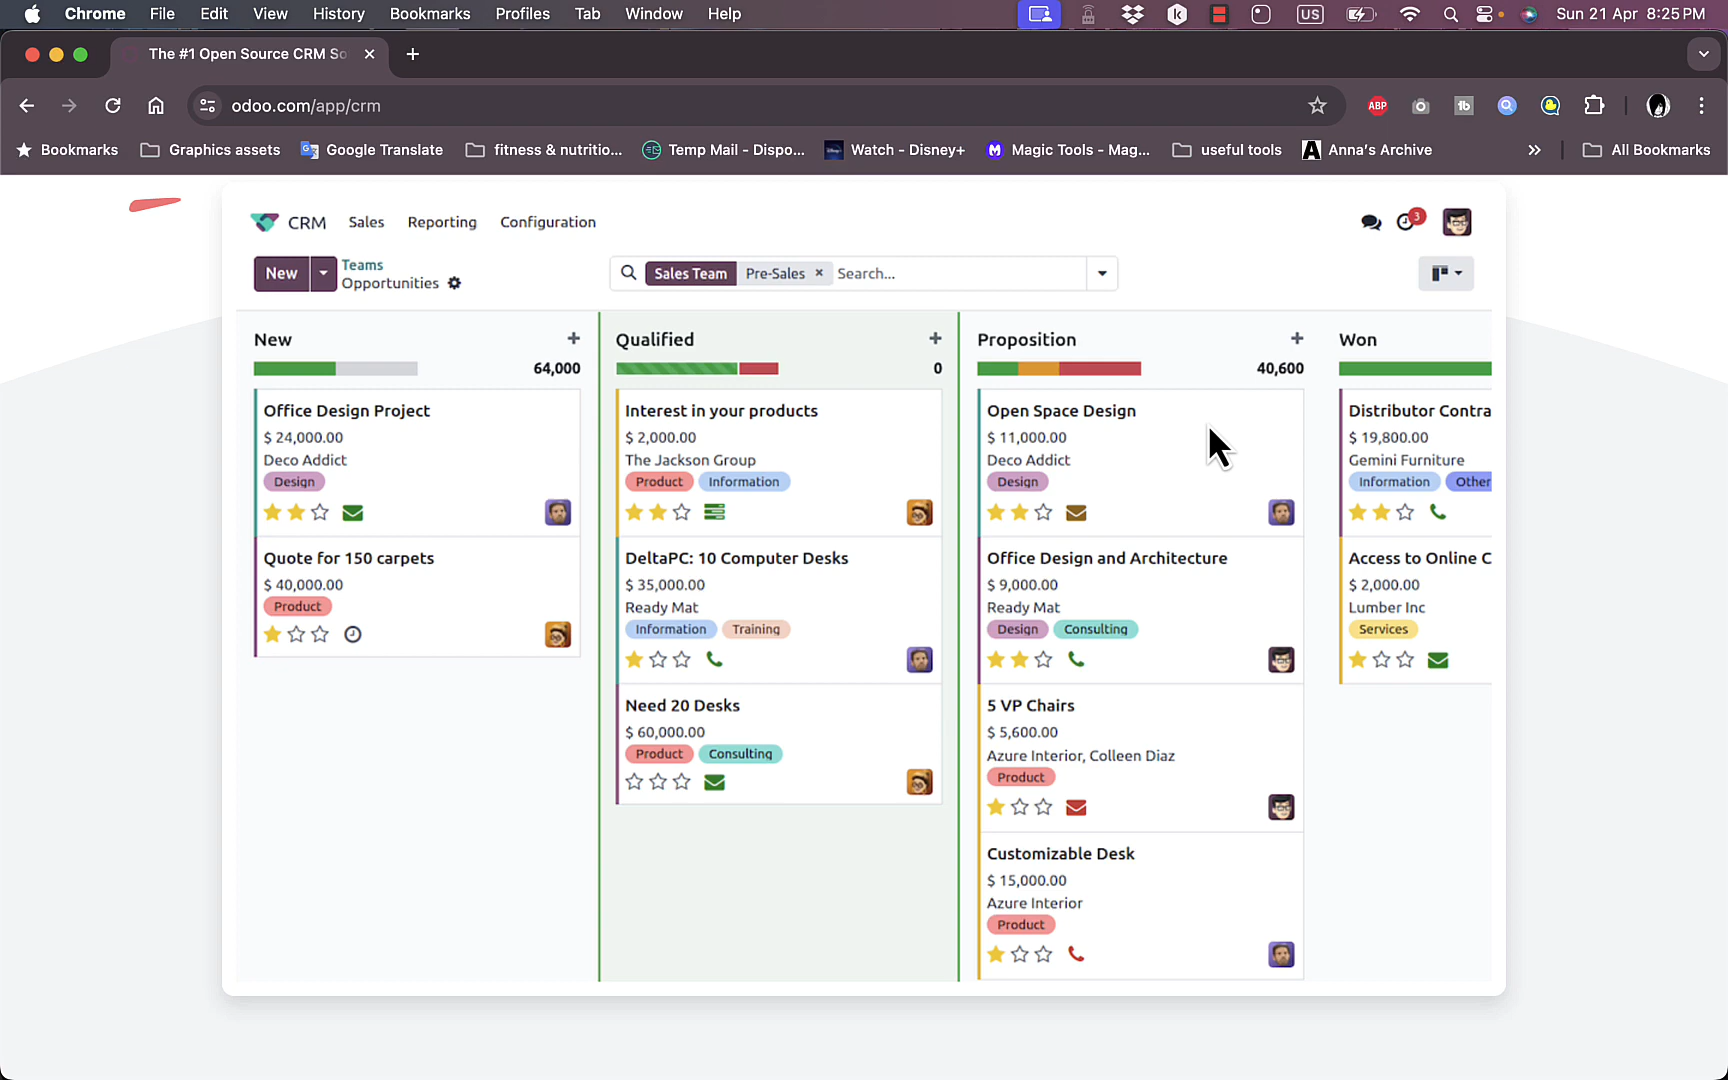 Chrome File Edit View History Bookmarks Profiles Tab Window Help US Sun 21 Apr 8:25 PM
The #1 Open Source CRM So
odoo.com/app/crm ABP
Bookmarks Graphics assets Google Translate fitness & nutritio... Temp Mail - Dispo... Watch - Disney+ Magic Tools - Mag... useful tools Anna's Archive All Bookmarks
CRM Sales Reporting Configuration 3
New Teams
Opportunities
Sales Team Pre-Sales × Search...
New
64,000
Office Design Project
$ 24,000.00
Deco Addict
Design
Quote for 150 carpets
$ 40,000.00
Product
Qualified
0
Interest in your products
$ 2,000.00
The Jackson Group
Product Information
DeltaPC: 10 Computer Desks
$ 35,000.00
Ready Mat
Information Training
Need 20 Desks
$ 60,000.00
Product Consulting
Proposition
40,600
Open Space Design
$ 11,000.00
Deco Addict
Design
Office Design and Architecture
$ 9,000.00
Ready Mat
Design Consulting
5 VP Chairs
$ 5,600.00
Azure Interior, Colleen Diaz
Product
Customizable Desk
$ 15,000.00
Azure Interior
Product
Won
Distributor Contra
$ 19,800.00
Gemini Furniture
Information Other
Access to Online C
$ 2,000.00
Lumber Inc
Services